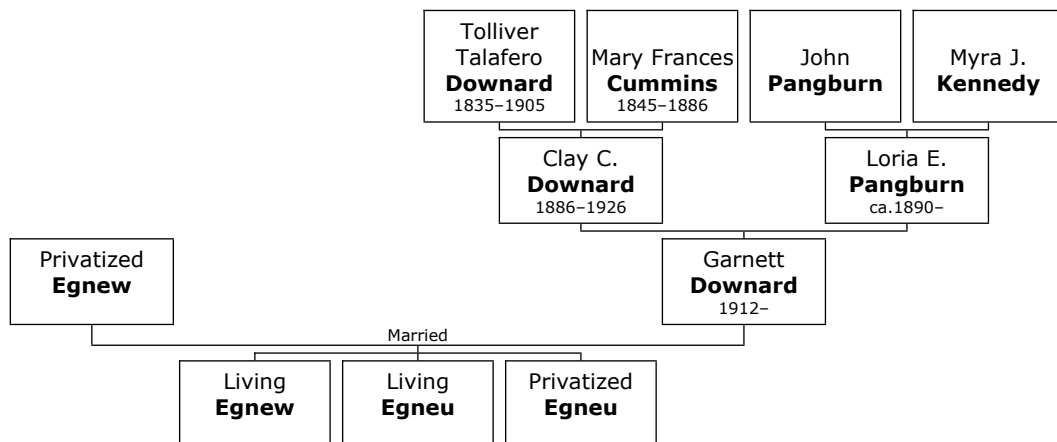 Tolliver
Talafero
Downard
1835–1905
Mary Frances
Cummins
1845–1886
John
Pangburn
Myra J.
Kennedy
Clay C.
Downard
1886–1926
Loria E.
Pangburn
ca.1890–
Privatized
Egnew
Garnett
Downard
1912–
Married
Living
Egnew
Living
Egneu
Privatized
Egneu